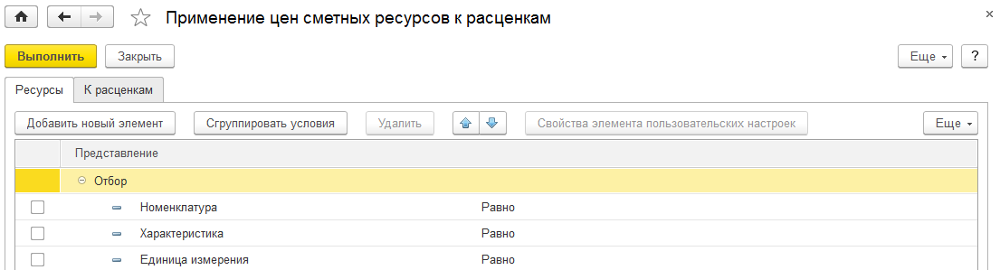 Применение цен сметных ресурсов к расценкам
Выполнить Закрыть Еще ?
Ресурсы К расценкам
Добавить новый элемент Сгруппировать условия Удалить Свойства элемента пользовательских настроек Еще
Представление
Отбор
Номенклатура Равно
Характеристика Равно
Единица измерения Равно